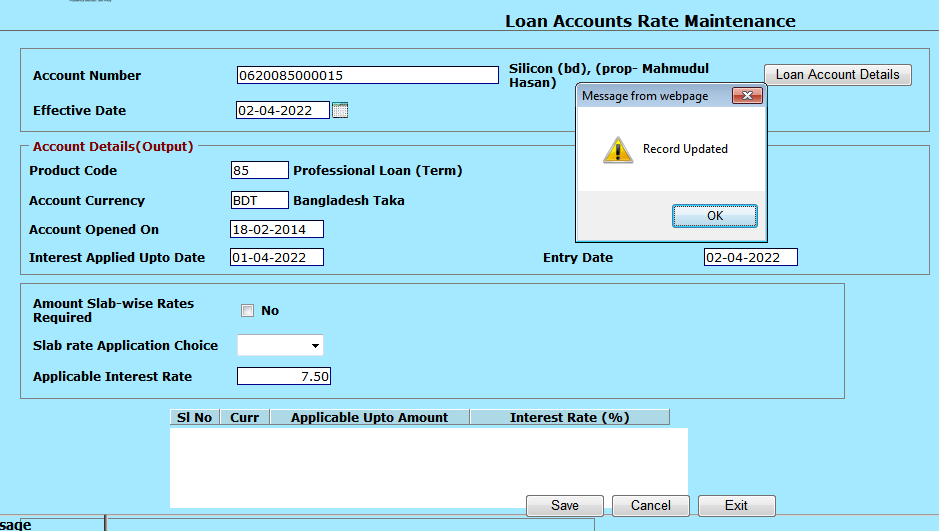 Loan Accounts Rate Maintenance
Account Number 0620085000015 Silicon (bd), (prop- Mahmudul
Hasan) Loan Account Details
Effective Date 02-04-2022
Message from webpage
Record Updated
OK
Account Details(Output)
Product Code 85 Professional Loan (Term)
Account Currency BDT Bangladesh Taka
Account Opened On 18-02-2014
Interest Applied Upto Date 01-04-2022 Entry Date 02-04-2022
Amount Slab-wise Rates
Required No
Slab rate Application Choice
Applicable Interest Rate 7.50
Sl No Curr Applicable Upto Amount Interest Rate (%)
Save Cancel Exit
sage